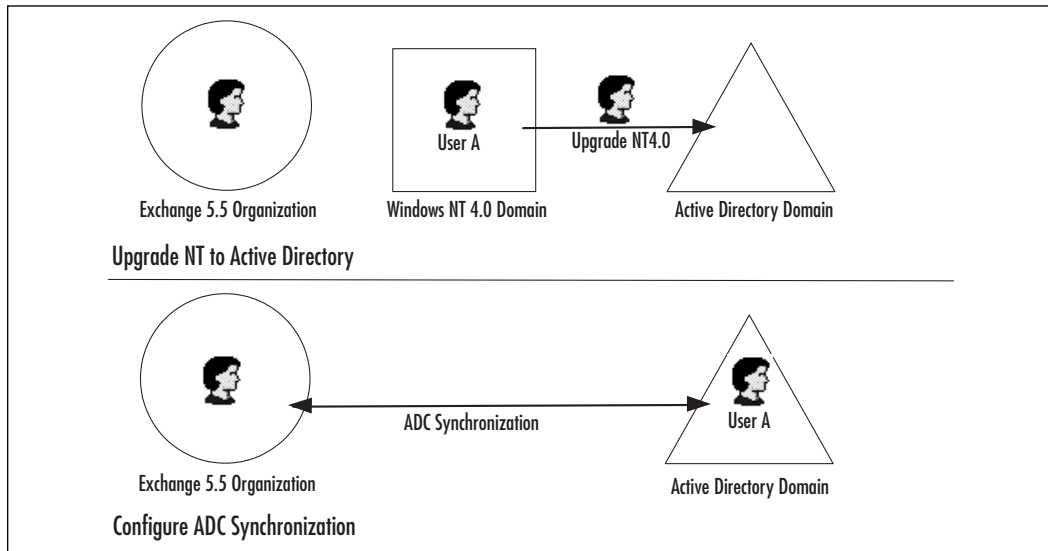 User A
Upgrade NT4.0
Exchange 5.5 Organization
Windows NT 4.0 Domain
Active Directory Domain
Upgrade NT to Active Directory
ADC Synchronization
User A
Exchange 5.5 Organization
Active Directory Domain
Configure ADC Synchronization